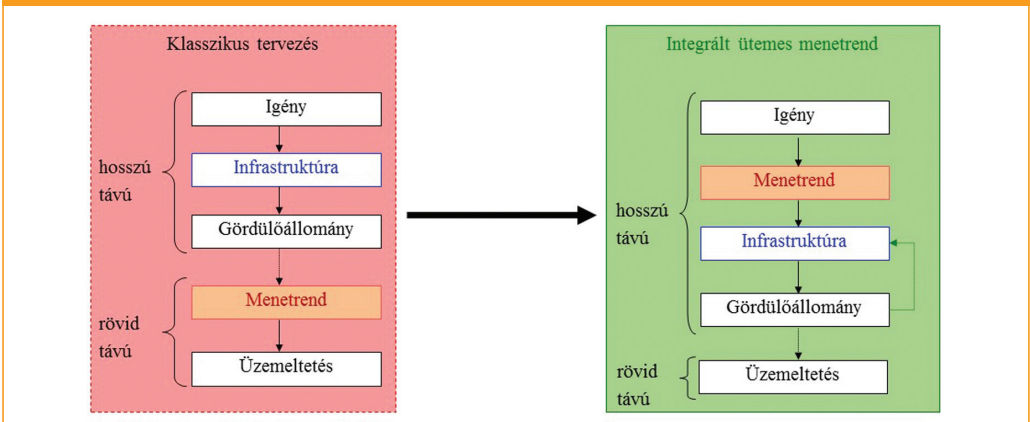 Klasszikus tervezés
Igény
Infrastruktúra
Gördülőállomány
hosszú
távú
Menetrend
Üzemeltetés
rövid
távú
Integrált ütemes menetrend
Igény
Menetrend
Infrastruktúra
Gördülőállomány
hosszú
távú
Üzemeltetés
rövid
távú